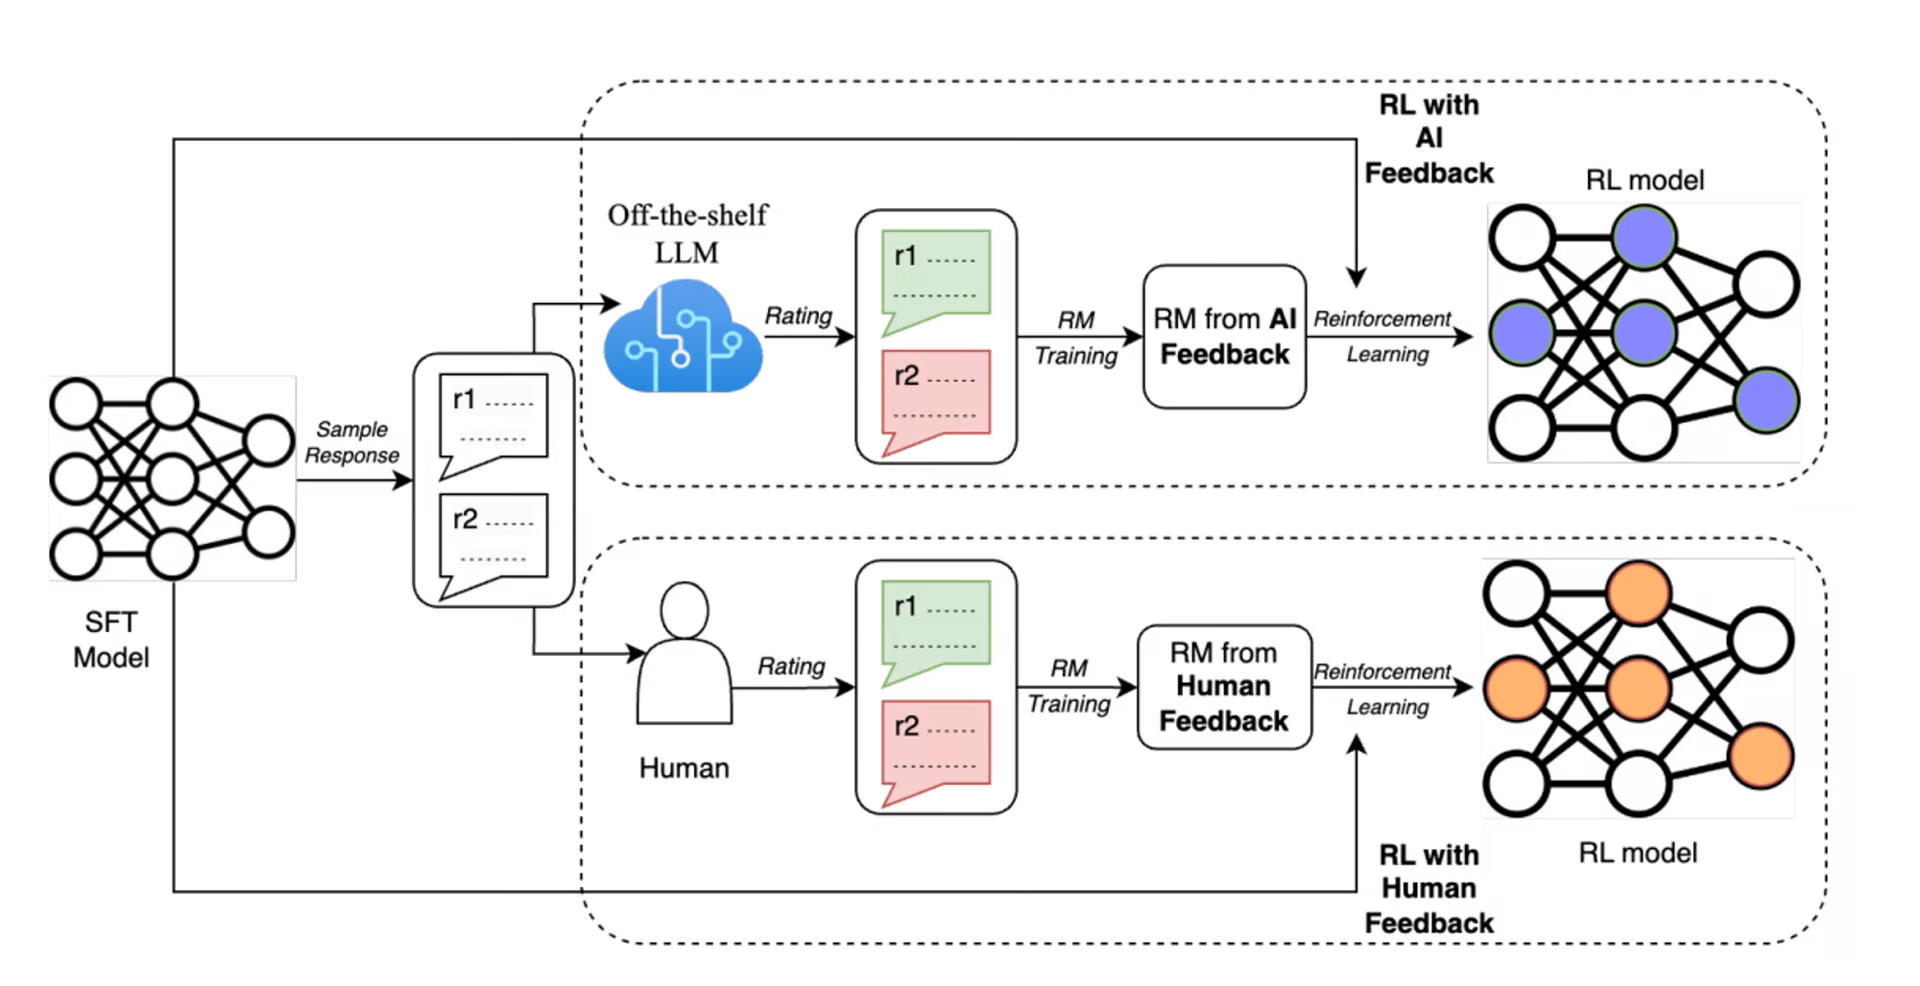 RL with
AI
Feedback
RL model
Off-the-shelf
LLM
r1 ......
Rating
RM
Training
RM from AI
Feedback
Reinforcement
Learning
r2 ......
Sample
Response
r1 ......
r2 ......
SFT
Model
Human
Rating
r1 ......
r2 ......
RM
Training
RM from
Human
Feedback
Reinforcement
Learning
RL model
RL with
Human
Feedback